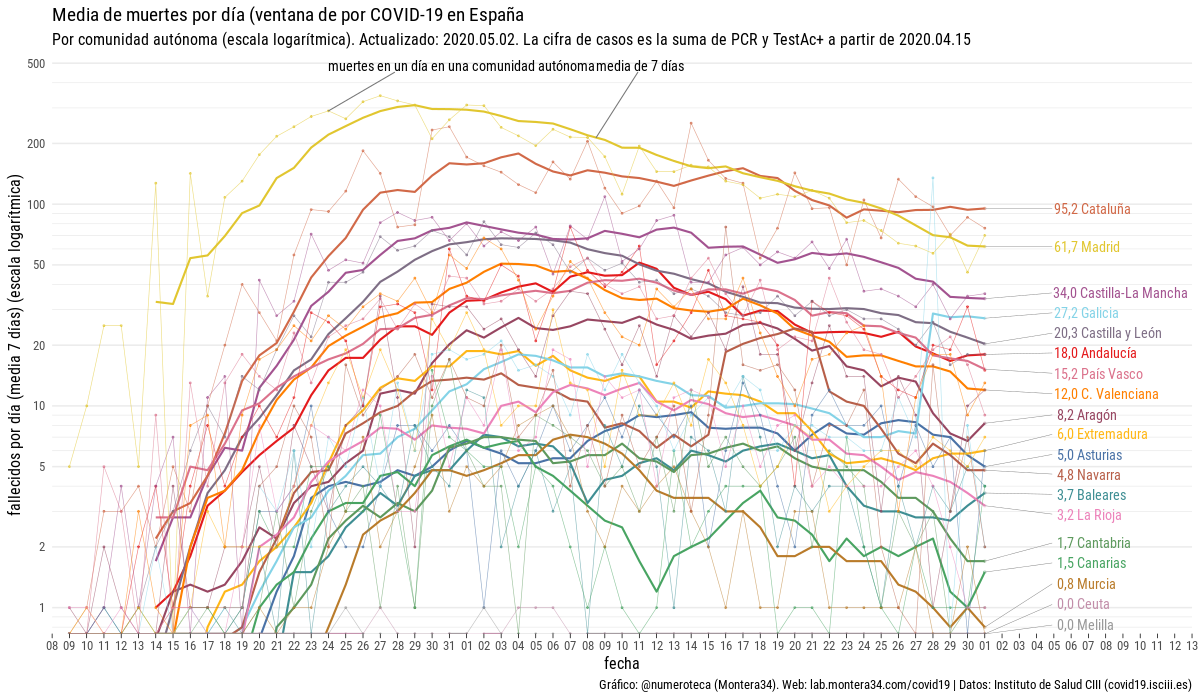 Media de muertes por día (ventana de por COVID-19 en España
Por comunidad autónoma (escala logarítmica). Actualizado: 2020.05.02. La cifra de casos es la suma de PCR y TestAc+ a partir de 2020.04.15
muertes en un día en una comunidad autónoma
media de 7 días
fallecidos por día (media 7 días) (escala logarítmica)
500
200
100
50
20
10
5
2
1
95,2 Cataluña
61,7 Madrid
34,0 Castilla-La Mancha
27,2 Galicia
20,3 Castilla y León
18,0 Andalucía
15,2 País Vasco
12,0 C. Valenciana
8,2 Aragón
6,0 Extremadura
5,0 Asturias
4,8 Navarra
3,7 Baleares
3,2 La Rioja
1,7 Cantabria
1,5 Canarias
0,8 Murcia
0,0 Ceuta
0,0 Melilla
08 09 10 11 12 13 14 15 16 17 18 19 20 21 22 23 24 25 26 27 28 29 30 31 01 02 03 04 05 06 07 08 09 10 11 12 13 14 15 16 17 18 19 20 21 22 23 24 25 26 27 28 29 30 01 02 03 04 05 06 07 08 09 10 11 12 13
fecha
Gráfico: @numeroteca (Montera34). Web: lab.montera34.com/covid19 | Datos: Instituto de Salud CIII (covid19.isciii.es)